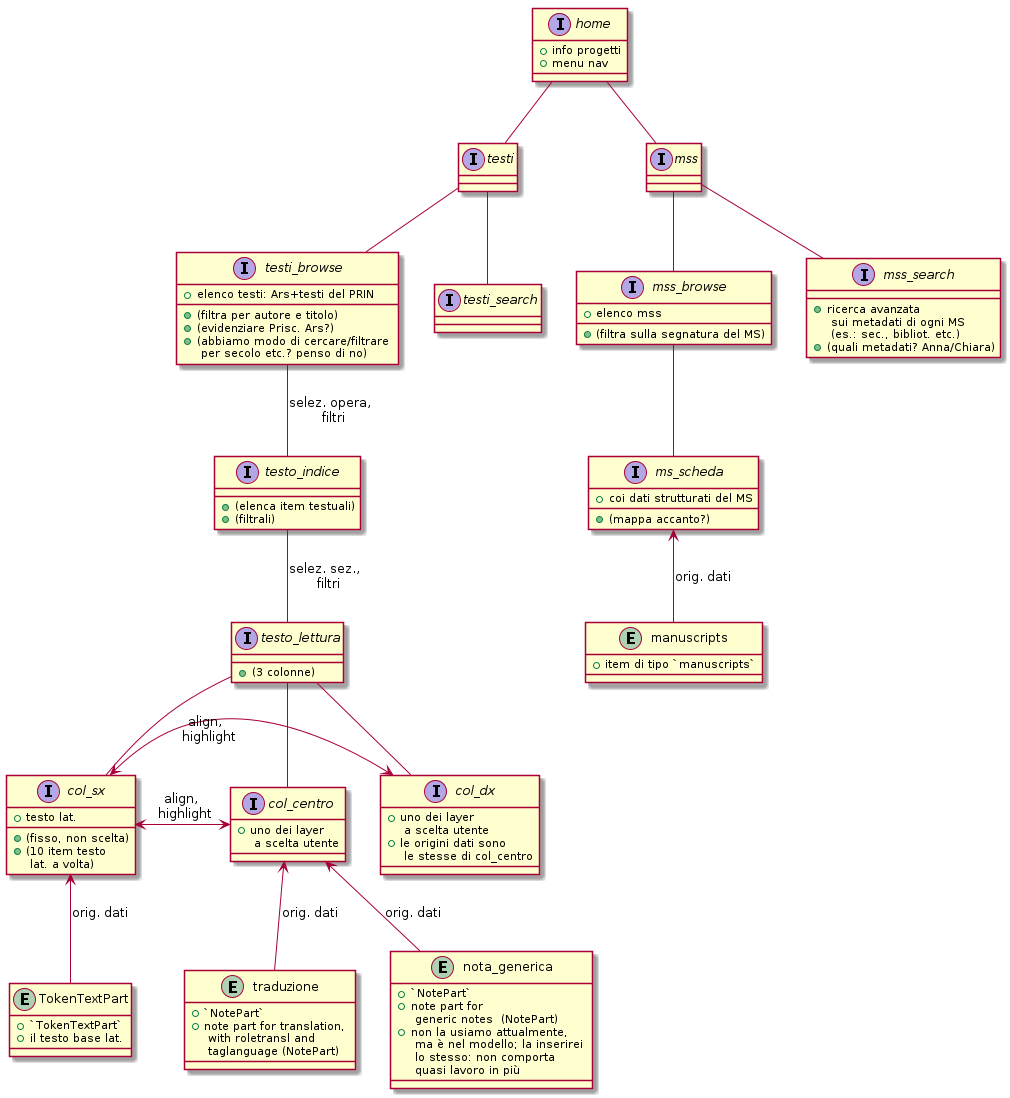 I home
info progetti
menu nav
I testi
I mss
I testi_browse
elenco testi: Ars+testi del PRIN
(filtra per autore e titolo)
(evidenziare Prisc. Ars?)
(abbiamo modo di cercare/filtrare
per secolo etc.? penso di no)
I testi_search
I mss_browse
elenco mss
(filtra sulla segnatura del MS)
I mss_search
ricerca avanzata
sui metadati di ogni MS
(es.: sec., bibliot. etc.)
(quali metadati? Anna/Chiara)
selez. opera,
filtri
I testo_indice
(elenca item testuali)
(filtrali)
I ms_scheda
coi dati strutturati del MS
(mappa accanto?)
selez. sez.,
filtri
orig. dati
I testo_lettura
(3 colonne)
E manuscripts
item di tipo `manuscripts`
align,
highlight
align,
highlight
I col_sx
testo lat.
(fisso, non scelta)
(10 item testo
lat. a volta)
I col_centro
uno dei layer
a scelta utente
I col_dx
uno dei layer
a scelta utente
le origini dati sono
le stesse di col_centro
orig. dati
orig. dati
orig. dati
E TokenTextPart
`TokenTextPart`
il testo base lat.
E traduzione
`NotePart`
note part for translation,
with roletransl and
taglanguage (NotePart)
E nota_generica
`NotePart`
note part for
generic notes (NotePart)
non la usiamo attualmente,
ma è nel modello; la inserirei
lo stesso: non comporta
quasi lavoro in più